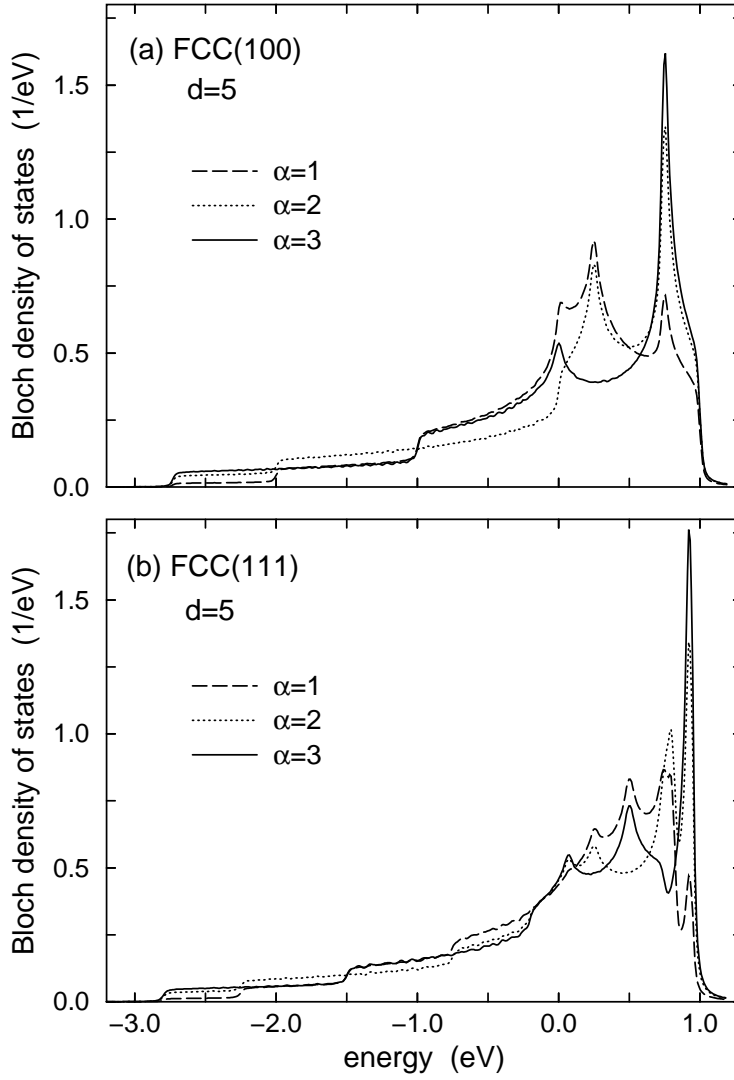 (a) FCC(100)
d=5
α=1
α=2
α=3
Bloch density of states (1/eV)
1.5
1.0
0.5
0.0
(b) FCC(111)
d=5
α=1
α=2
α=3
Bloch density of states (1/eV)
1.5
1.0
0.5
0.0
−3.0 −2.0 −1.0 0.0 1.0
energy (eV)